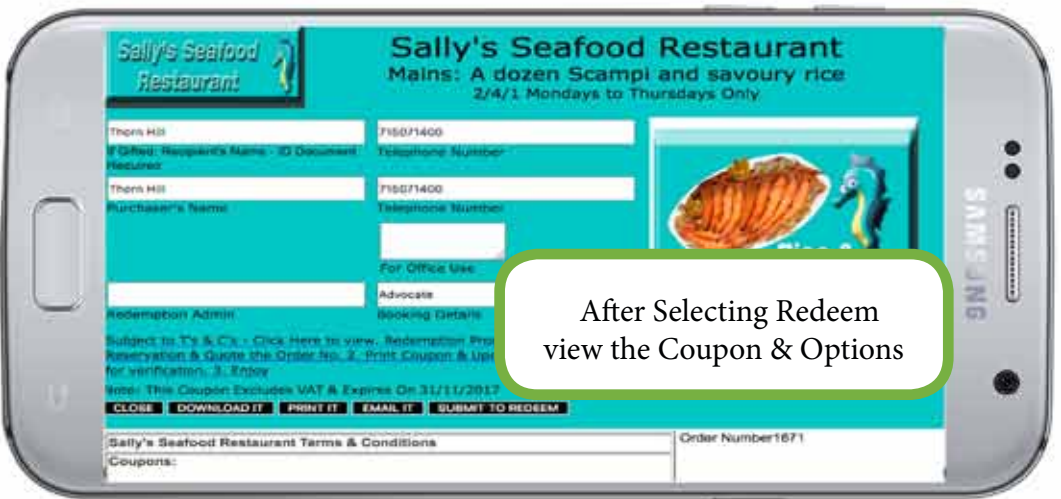 Sally's Seafood
Restaurant
Sally's Seafood Restaurant
Mains: A dozen Scampi and savoury rice
2/4/1 Mondays to Thursdays Only
Thorn Hill
715071400
If Gifted: Recipient's Name - ID Document
Required
Telephone Number
Thorn Hill
715071400
Purchaser's Name
Telephone Number
For Office Use
Advocate
Redemption Admin
Booking Details
Subject to T's & C's - Click Here to view. Redemption
Reservation & Quote the Order No. 2. Print Coupon &
for verification. 3. Enjoy
Note: This Coupon Excludes VAT & Expires On 31/11/2017
CLOSE DOWNLOAD IT PRINT IT EMAIL IT SUBMIT TO REDEEM
Sally's Seafood Restaurant Terms & Conditions
Order Number1671
Coupons:
After Selecting Redeem
view the Coupon & Options
SAMSUNG